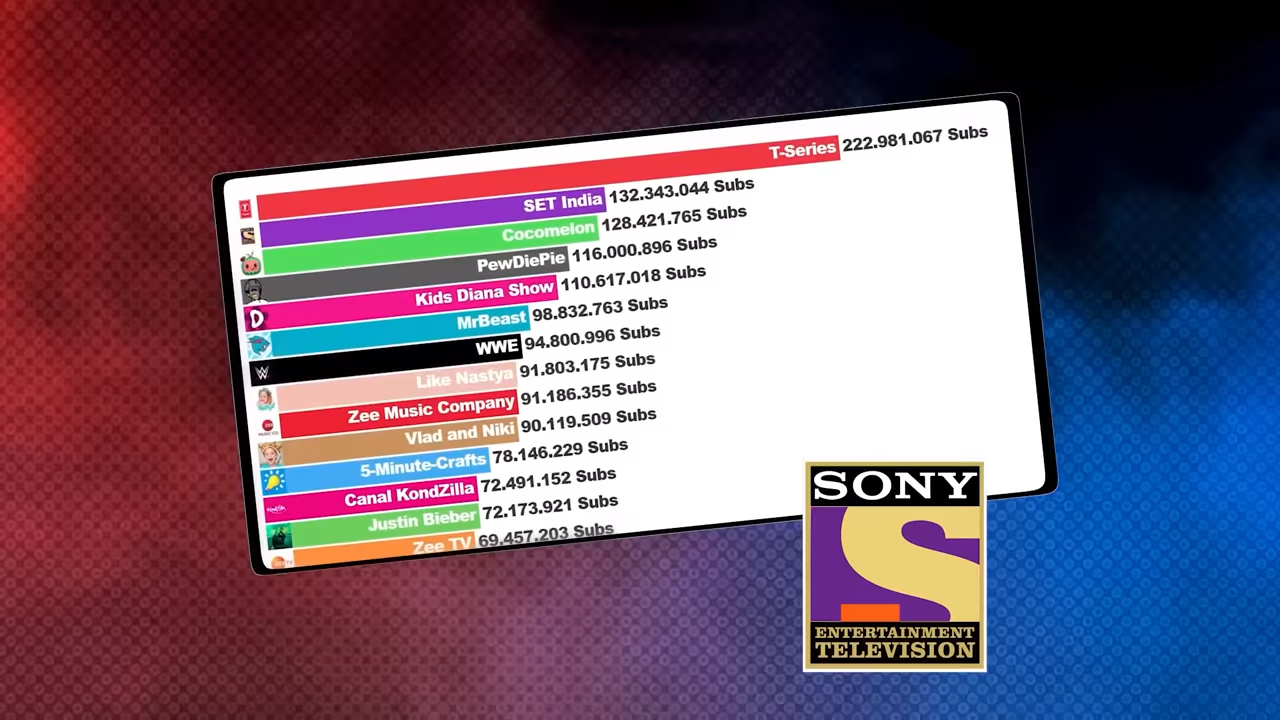 T-Series 222.981.067 Subs
SET India 132.343.044 Subs
Cocomelon 128.421.765 Subs
PewDiePie 116.000.896 Subs
Kids Diana Show 110.617.018 Subs
MrBeast 98.832.763 Subs
WWE 94.800.996 Subs
Like Nastya 91.803.175 Subs
Zee Music Company 91.186.355 Subs
Vlad and Niki 90.119.509 Subs
5-Minute-Crafts 78.146.229 Subs
Canal KondZilla 72.491.152 Subs
Justin Bieber 72.173.921 Subs
Zee TV 69.457.203 Subs
SONY
ENTERTAINMENT
TELEVISION